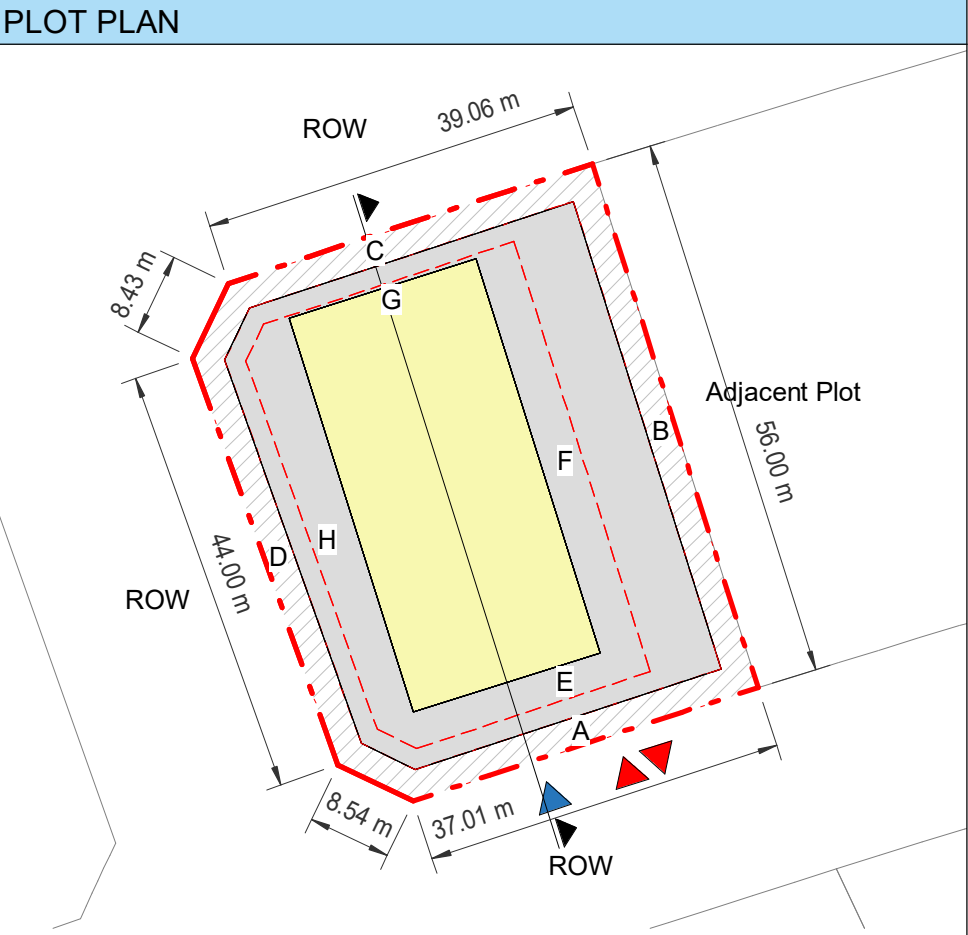 PLOT PLAN
39.06 m
ROW
C
8.43 m
G
Adjacent Plot
B
56.00 m
F
H
D
44.00 m
ROW
E
A
8.54 m
37.01 m
ROW